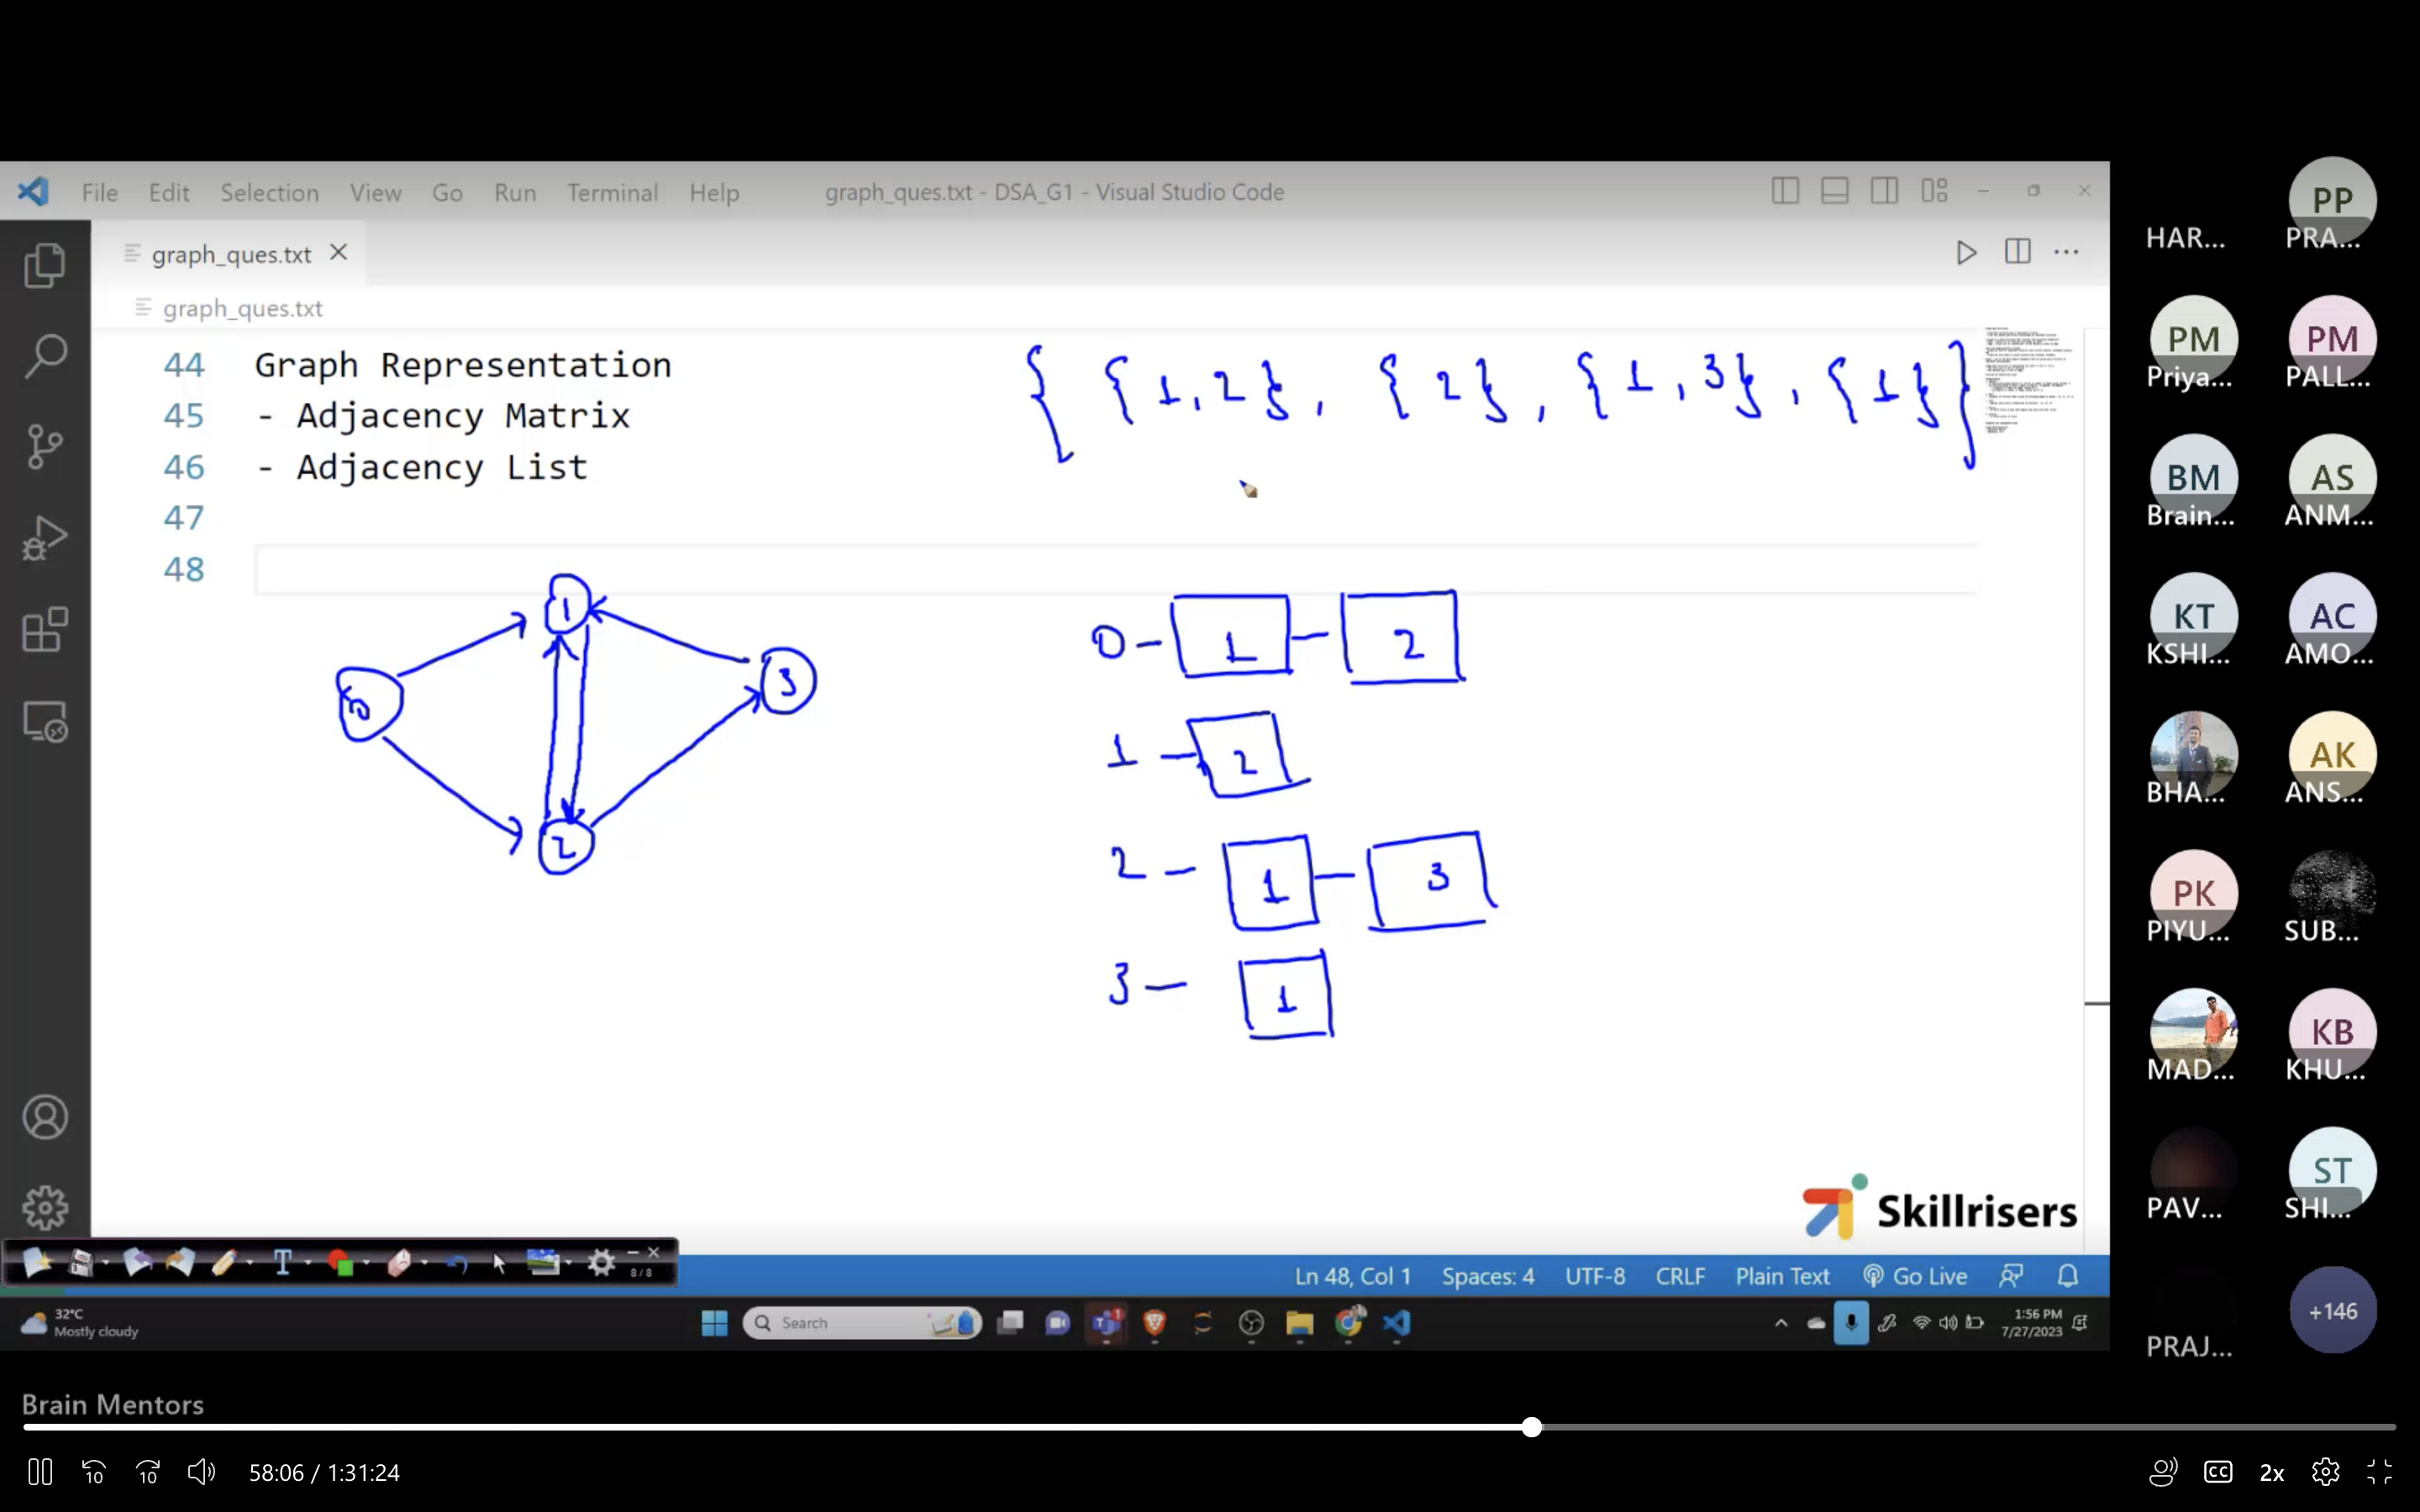 File Edit Selection View Go Run Terminal Help graph_ques.txt - DSA_G1 - Visual Studio Code
graph_ques.txt
graph_ques.txt
44 Graph Representation
45 - Adjacency Matrix
46 - Adjacency List
47
48
{ {1,2}, {2}, {1,3}, {1} }
1
0
3
2
0 - 1 - 2
1 - 2
2 - 1 - 3
3 - 1
Skillrisers
8/8
Ln 48, Col 1 Spaces: 4 UTF-8 CRLF Plain Text Go Live
32°C
Mostly cloudy
Search
1:56 PM
7/27/2023
HAR...
PP
PRA...
PM
Priya...
PM
PALL...
BM
Brain...
AS
ANM...
KT
KSHI...
AC
AMO...
BHA...
AK
ANS...
PK
PIYU...
SUB...
MAD...
KB
KHU...
PAV...
ST
SHI...
PRAJ...
+146
Brain Mentors
10 10 58:06 / 1:31:24 CC 2x